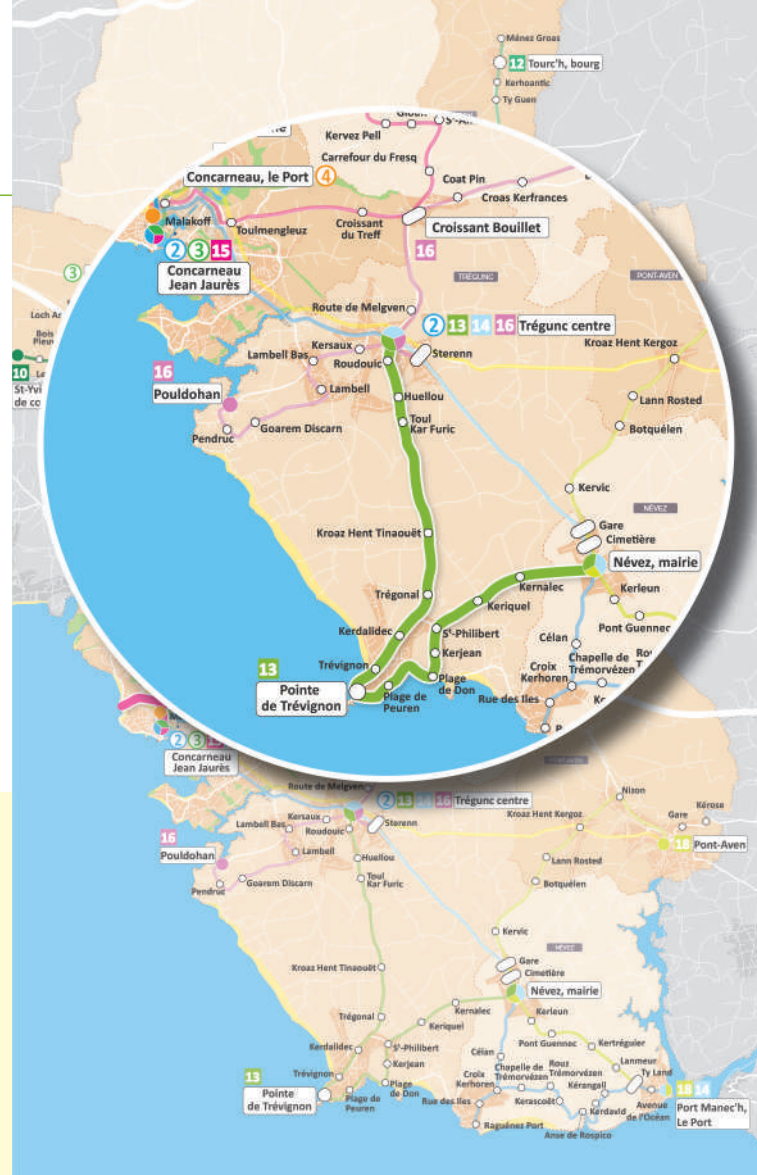 Ménez Groas
12 Tourc'h, bourg
Kerhoantic
Ty Guen
Kervez Pell
Carrefour du Fresq
Concarneau, le Port 4
Coat Pin
Croas Kerfrances
Malakoff
Toulmengleuz
Croissant
du Treff
Croissant Bouillet
2 3 15
Concarneau
Jean Jaurès
16
TRÉGUNC
PONT-AVEN
3
Route de Melgven
2 13 14 16 Trégunc centre
Kersaux
Lambell Bas
Roudouic
Sterenn
Kroaz Hent Kergoz
10
16
Pouldohan
Lambell
Huellou
Lann Rosted
Pendruc
Goarem Discarn
Toul
Kar Furic
Botquélen
Kervic
NÉVEZ
Gare
Cimetière
Kroaz Hent Tinaouët
Névez, mairie
Kernalec
Trégonal
Keriquel
Kerleun
Kerdalidec
St-Philibert
Pont Guennec
Trévignon
Kerjean
Célan
Chapelle de
Trémorvézen
13
Pointe
de Trévignon
Plage de
Peuren
Plage
de Don
Croix
Kerhoren
Rue des Iles
2 3
Concarneau
Jean Jaurès
Route de Melgven
2 13 14 16 Trégunc centre
Nizon
Kérose
Gare
Lambell Bas
Kersaux
Roudouic
Sterenn
Kroaz Hent Kergoz
18 Pont-Aven
16
Pouldohan
Lambell
Huellou
Lann Rosted
Pendruc
Goarem Discarn
Toul
Kar Furic
Botquélen
Kervic
NÉVEZ
Gare
Cimetière
Kroaz Hent Tinaouët
Névez, mairie
Kernalec
Trégonal
Keriquel
Kerleun
Pont Guennec
Kertréguier
Kerdalidec
St-Philibert
Célan
Lanmeur
Ty Land
13
Trévignon
Kerjean
Chapelle de
Trémorvézen
Rouz
Trémorvézen
Pointe
de Trévignon
Plage de
Peuren
Plage
de Don
Croix
Kerhoren
Kérangall
18 14
Port Manec'h,
Le Port
Rue des Iles
Kerascoët
Kerdavid
Avenue
de l'Océan
Raguénes Port
Anse de Rospico